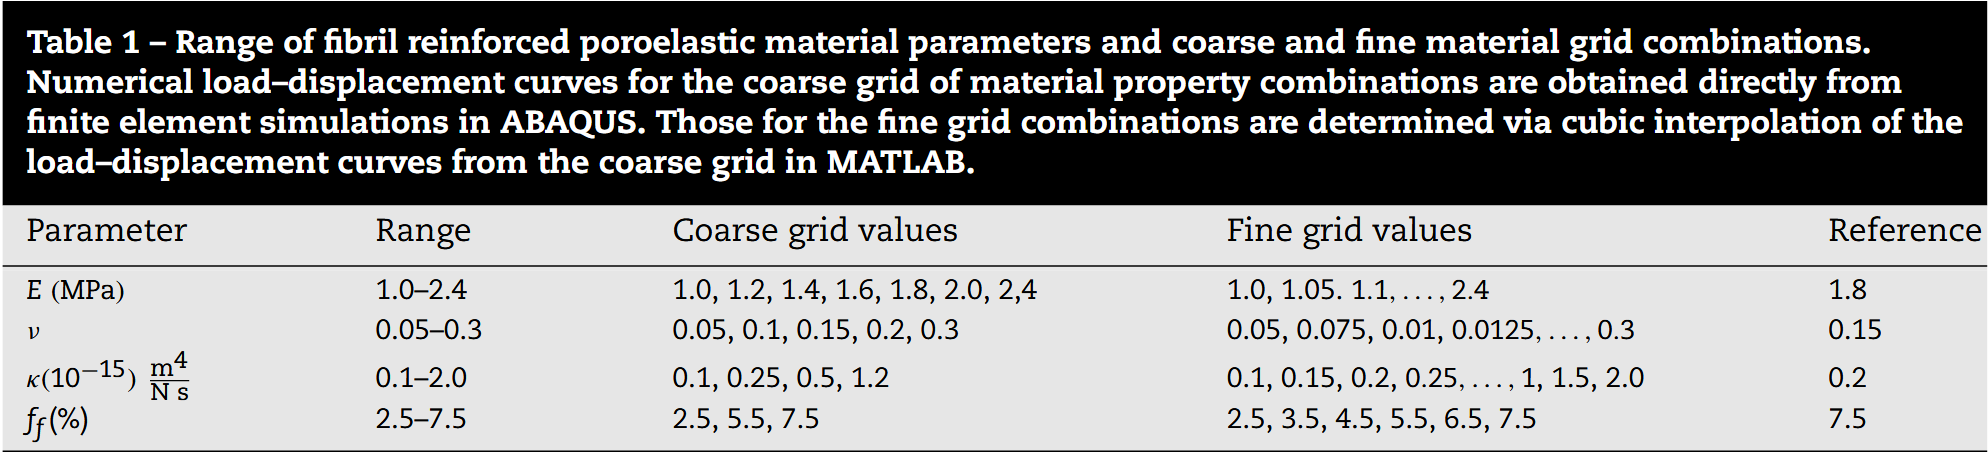 Table 1 – Range of fibril reinforced poroelastic material parameters and coarse and fine material grid combinations.
Numerical load–displacement curves for the coarse grid of material property combinations are obtained directly from
finite element simulations in ABAQUS. Those for the fine grid combinations are determined via cubic interpolation of the
load–displacement curves from the coarse grid in MATLAB.
Parameter Range Coarse grid values Fine grid values Reference
E (MPa) 1.0–2.4 1.0, 1.2, 1.4, 1.6, 1.8, 2.0, 2,4 1.0, 1.05. 1.1, …, 2.4 1.8
ν 0.05–0.3 0.05, 0.1, 0.15, 0.2, 0.3 0.05, 0.075, 0.01, 0.0125, …, 0.3 0.15
κ(10⁻¹⁵) m⁴/N s 0.1–2.0 0.1, 0.25, 0.5, 1.2 0.1, 0.15, 0.2, 0.25, …, 1, 1.5, 2.0 0.2
f_f(%) 2.5–7.5 2.5, 5.5, 7.5 2.5, 3.5, 4.5, 5.5, 6.5, 7.5 7.5